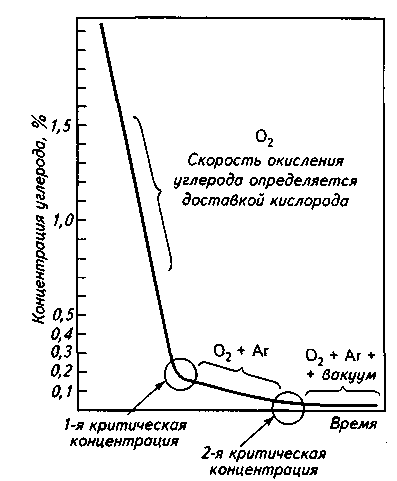 Концентрация углерода, %
1,5
1,0
0,5
0,4
0,3
0,2
0,1
O₂
Скорость окисления
углерода определяется
доставкой кислорода
O₂ + Ar
O₂ + Ar +
+ вакуум
Время
1-я критическая
концентрация
2-я критическая
концентрация